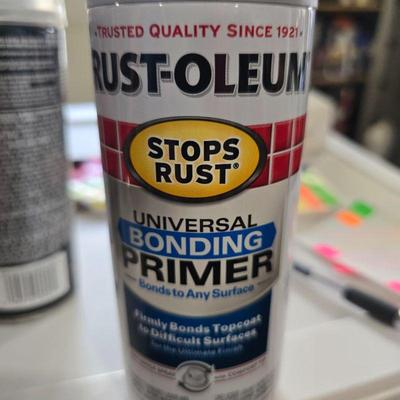 TRUSTED QUALITY SINCE 1921
RUST-OLEUM
STOPS
RUST®
UNIVERSAL
BONDING
PRIMER
Bonds to Any Surface
Firmly Bonds Topcoat
to Difficult Surfaces
for the Ultimate Finish